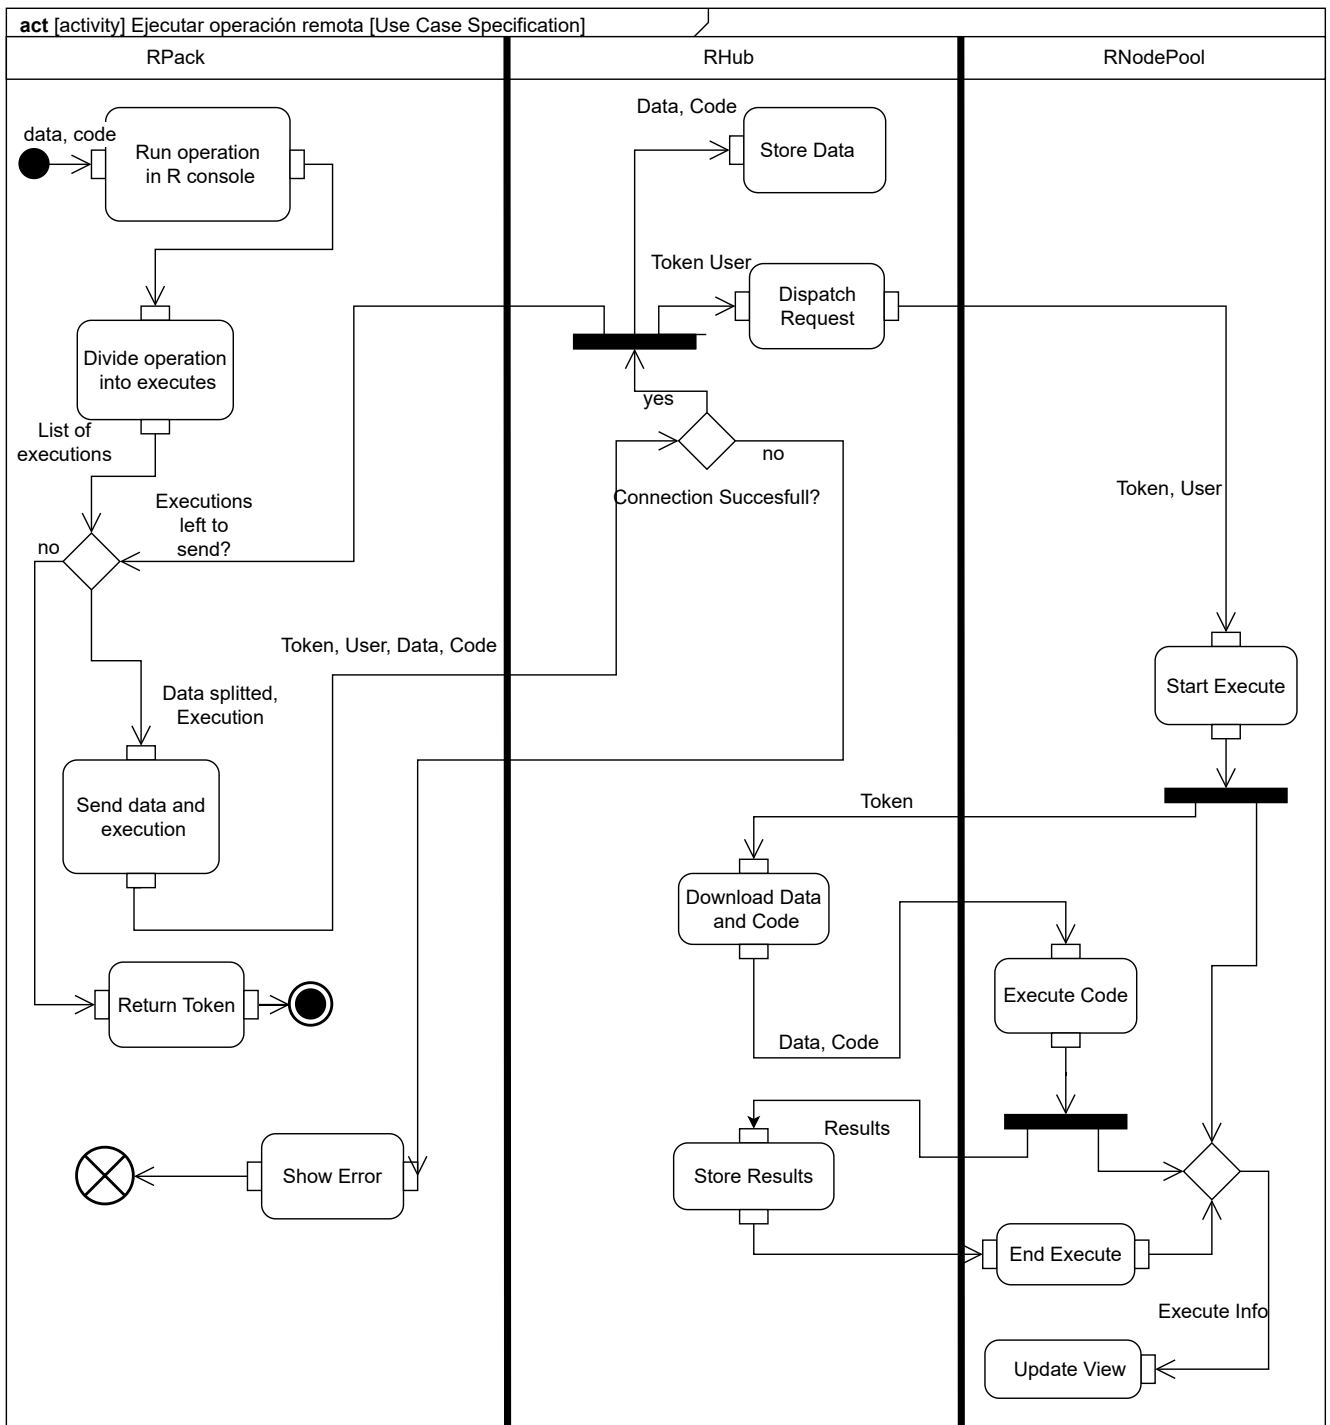 act [activity] Ejecutar operación remota [Use Case Specification]
RPack
RHub
RNodePool
data, code
Run operation
in R console
Data, Code
Store Data
Token User
Dispatch
Request
Divide operation
into executes
List of
executions
yes
no
Connection Succesfull?
Executions
left to
send?
no
Token, User
Token, User, Data, Code
Data splitted,
Execution
Start Execute
Send data and
execution
Token
Download Data
and Code
Execute Code
Return Token
Data, Code
Results
Show Error
Store Results
End Execute
Execute Info
Update View